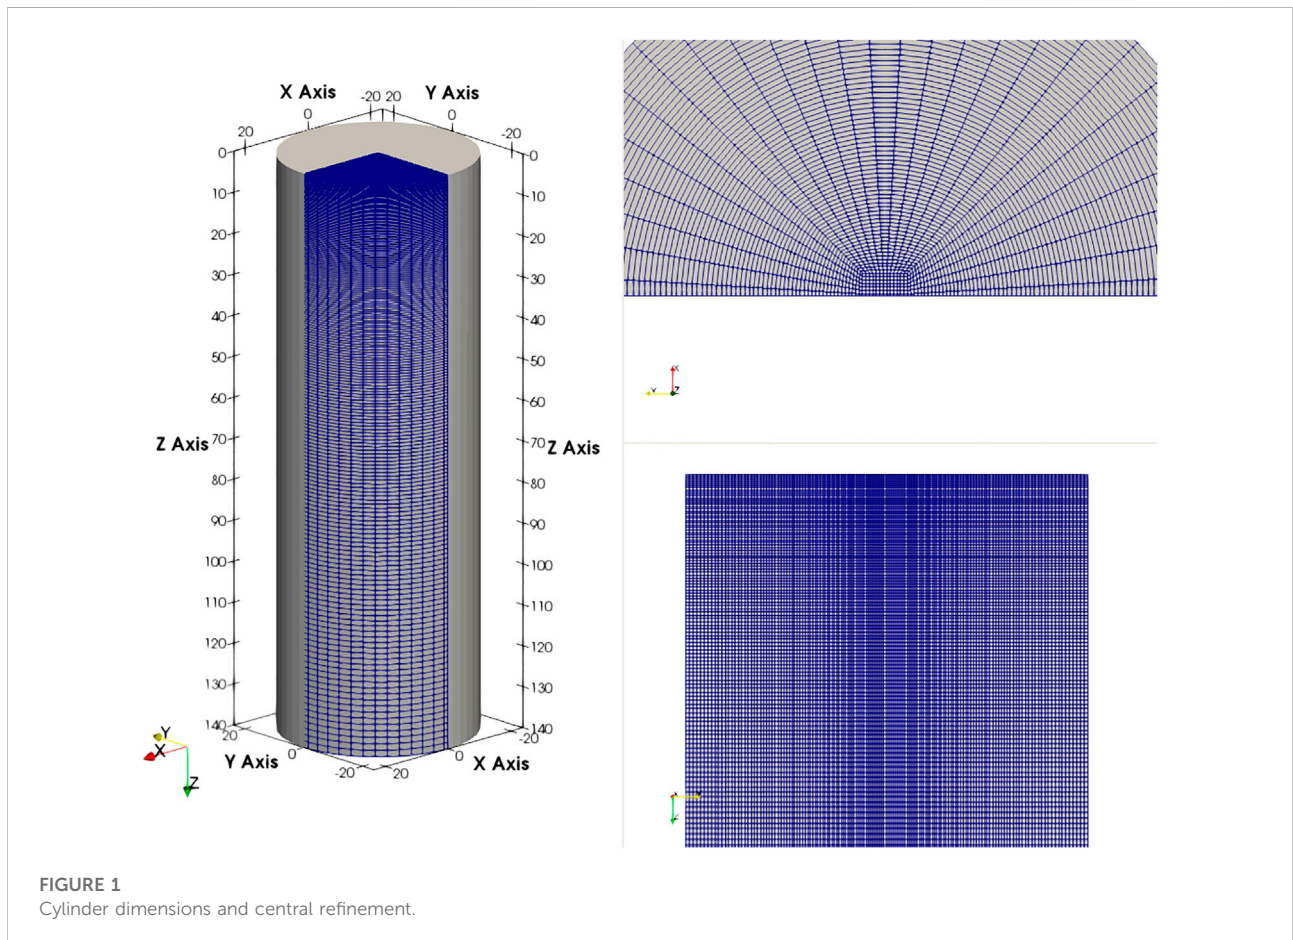 X Axis
-20 20
Y Axis
20
0
0
-20
0
0
10
10
20
20
30
30
40
40
50
50
60
60
Z Axis
70
70
Z Axis
80
80
90
90
100
100
110
110
120
120
130
130
140
140
20
-20
Y Axis
0
0
X Axis
-20
20
Y
X
Z
X
Y
Z
Z
FIGURE 1
Cylinder dimensions and central refinement.